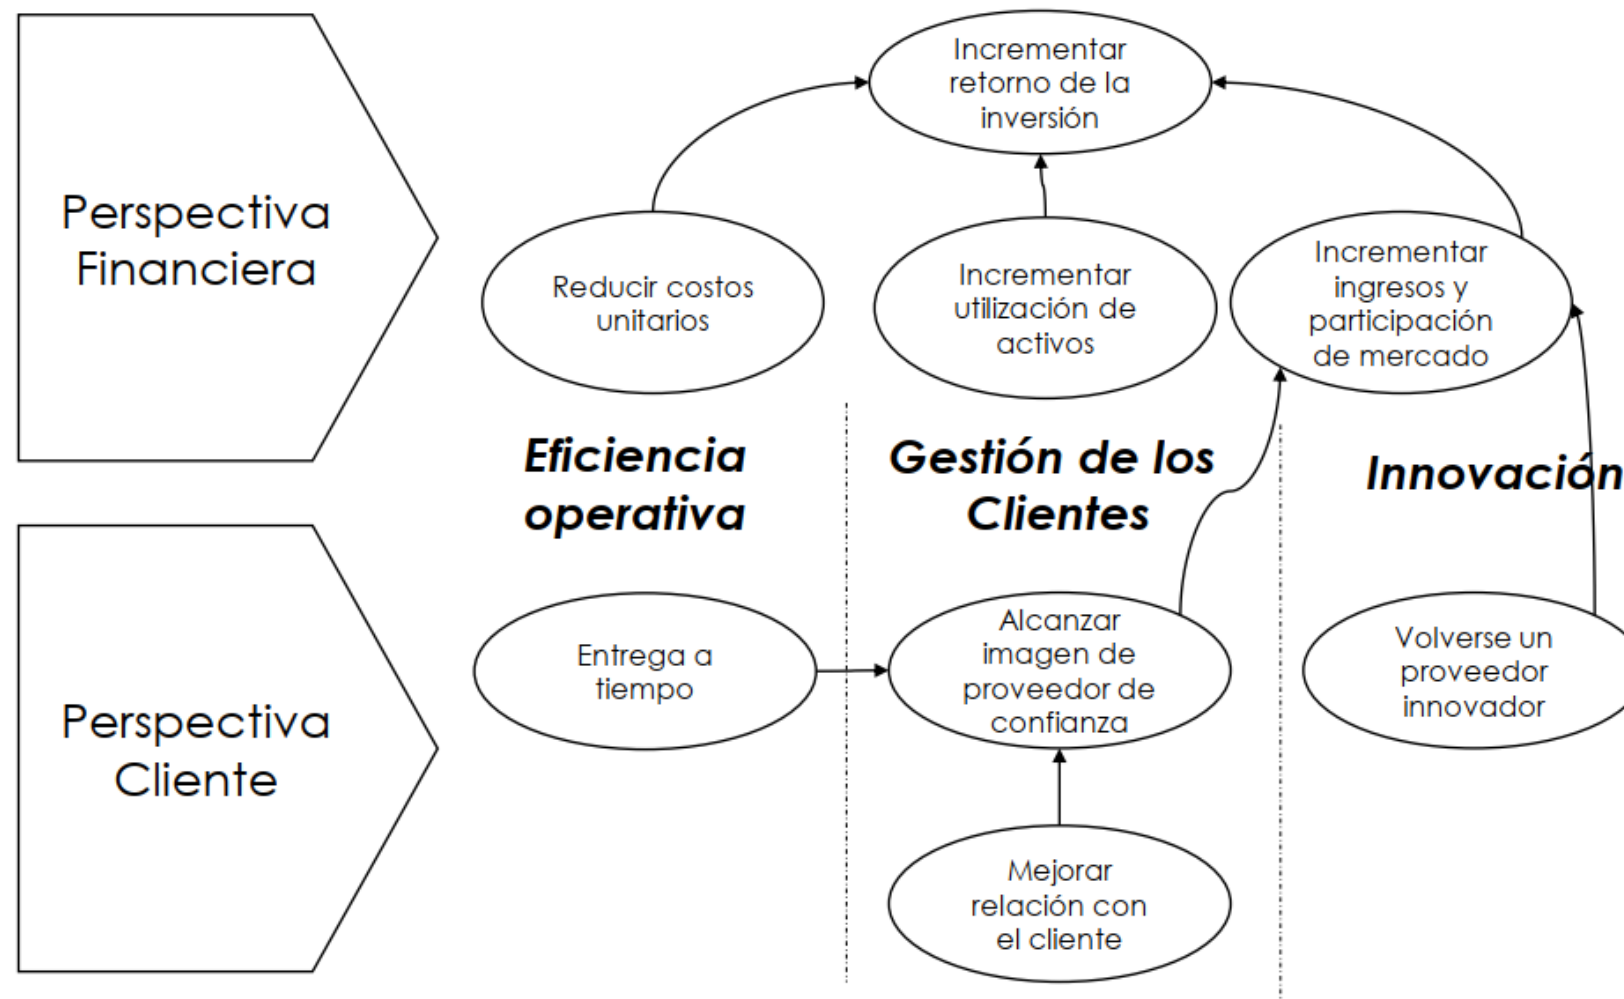 Perspectiva
Financiera
Incrementar
retorno de la
inversión
Reducir costos
unitarios
Incrementar
utilización de
activos
Incrementar
ingresos y
participación
de mercado
Eficiencia
operativa
Gestión de los
Clientes
Innovación
Perspectiva
Cliente
Entrega a
tiempo
Alcanzar
imagen de
proveedor de
confianza
Volverse un
proveedor
innovador
Mejorar
relación con
el cliente